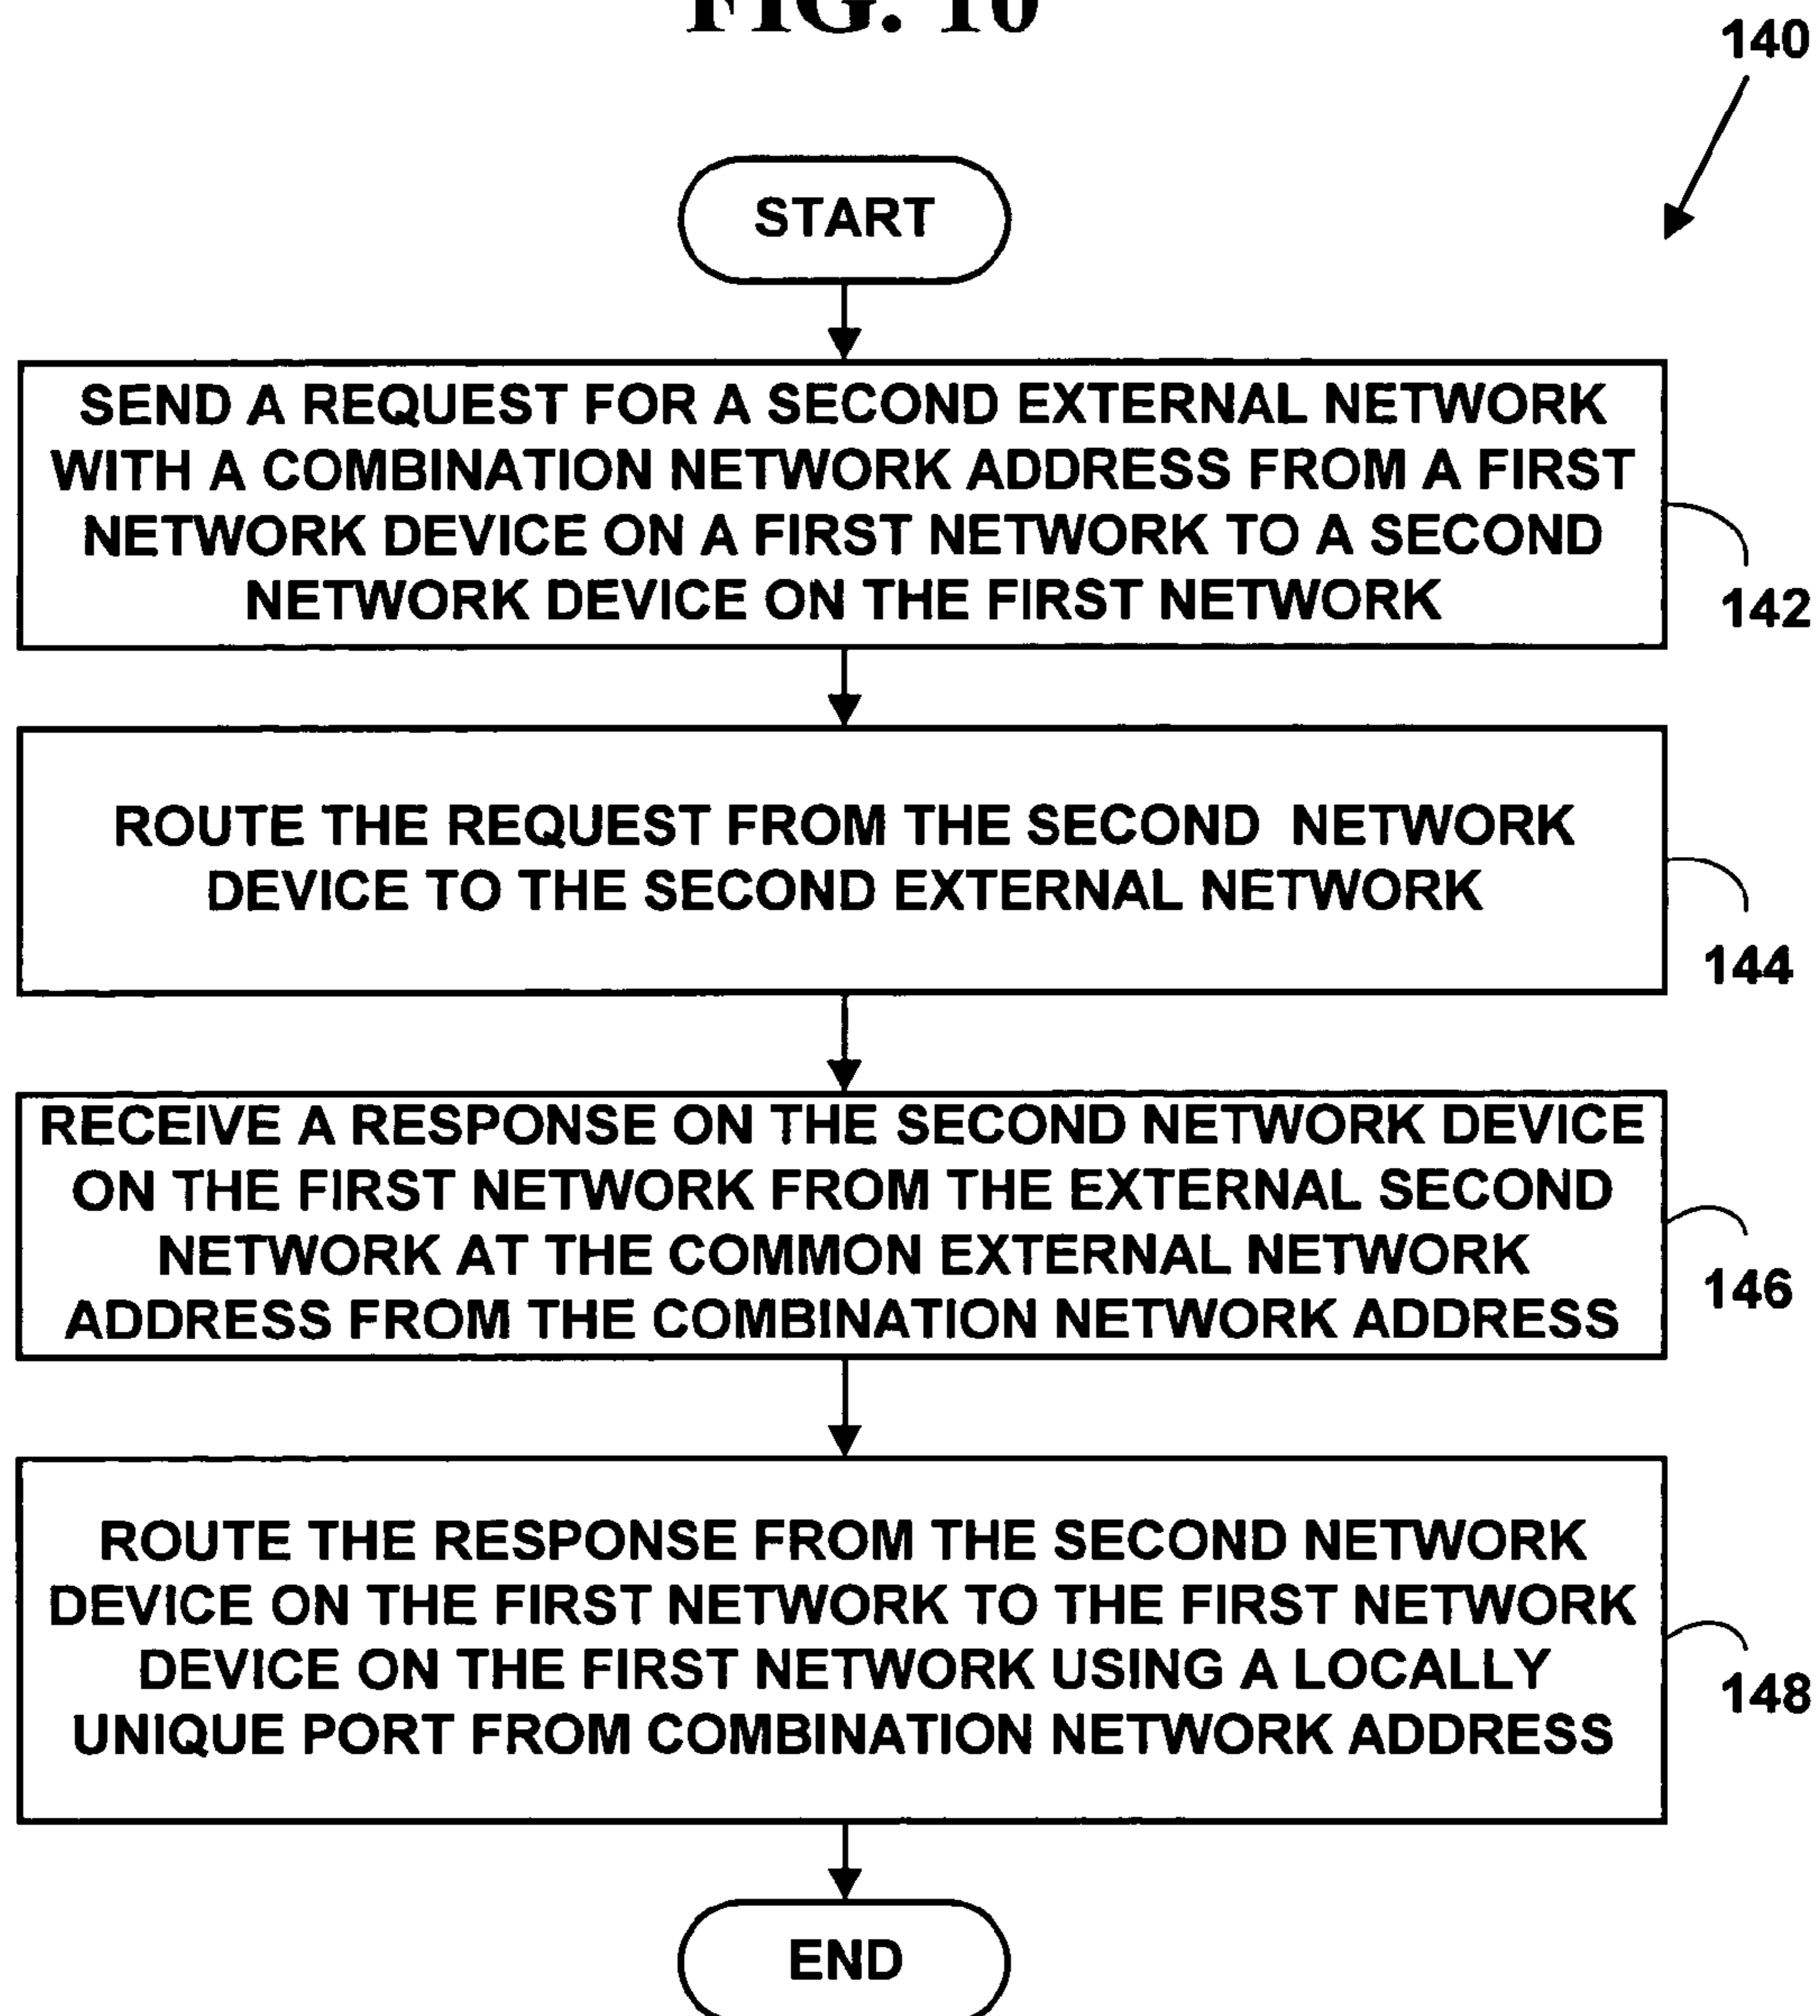 FIG. 10
140
START
SEND A REQUEST FOR A SECOND EXTERNAL NETWORK
WITH A COMBINATION NETWORK ADDRESS FROM A FIRST
NETWORK DEVICE ON A FIRST NETWORK TO A SECOND
NETWORK DEVICE ON THE FIRST NETWORK
142
ROUTE THE REQUEST FROM THE SECOND NETWORK
DEVICE TO THE SECOND EXTERNAL NETWORK
144
RECEIVE A RESPONSE ON THE SECOND NETWORK DEVICE
ON THE FIRST NETWORK FROM THE EXTERNAL SECOND
NETWORK AT THE COMMON EXTERNAL NETWORK
ADDRESS FROM THE COMBINATION NETWORK ADDRESS
146
ROUTE THE RESPONSE FROM THE SECOND NETWORK
DEVICE ON THE FIRST NETWORK TO THE FIRST NETWORK
DEVICE ON THE FIRST NETWORK USING A LOCALLY
UNIQUE PORT FROM COMBINATION NETWORK ADDRESS
148
END